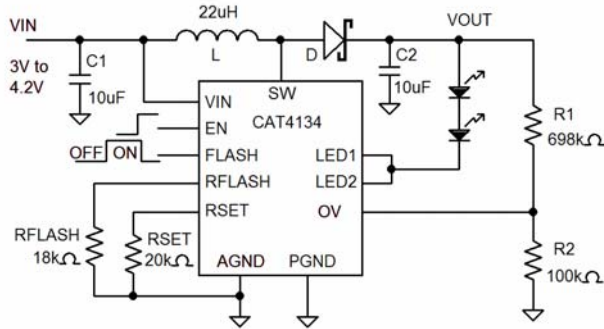 VIN
22uH
VOUT
C1
L
D
C2
3V to
4.2V
10uF
SW
10uF
VIN
CAT4134
R1
EN
698kΩ
OFF ON
FLASH
LED1
RFLASH
LED2
RSET
OV
RFLASH
18kΩ
RSET
20kΩ
AGND
PGND
R2
100kΩ